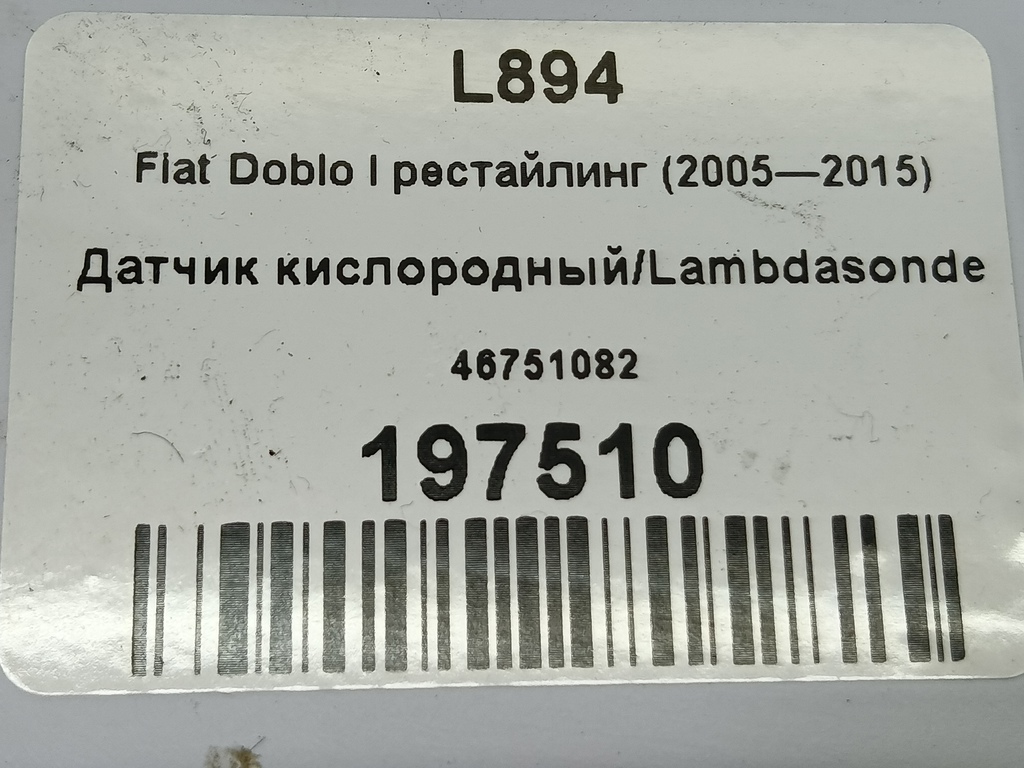 L894
Fiat Doblo I рестайлинг (2005—2015)
Датчик кислородный/Lambdasonde
46751082
197510